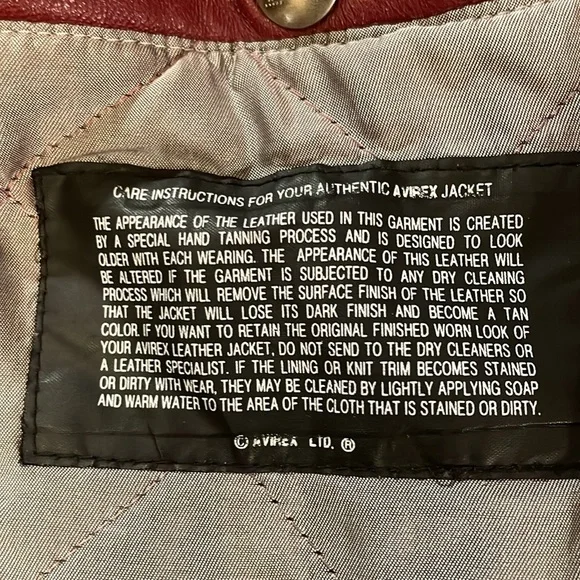 CARE INSTRUCTIONS FOR YOUR AUTHENTIC AVIREX JACKET
THE APPEARANCE OF THE LEATHER USED IN THIS GARMENT IS CREATED
BY A SPECIAL HAND TANNING PROCESS AND IS DESIGNED TO LOOK
OLDER WITH EACH WEARING. THE APPEARANCE OF THIS LEATHER WILL
BE ALTERED IF THE GARMENT IS SUBJECTED TO ANY DRY CLEANING
PROCESS WHICH WILL REMOVE THE SURFACE FINISH OF THE LEATHER SO
THAT THE JACKET WILL LOSE ITS DARK FINISH AND BECOME A TAN
COLOR. IF YOU WANT TO RETAIN THE ORIGINAL FINISHED WORN LOOK OF
YOUR AVIREX LEATHER JACKET, DO NOT SEND TO THE DRY CLEANERS OR
A LEATHER SPECIALIST. IF THE LINING OR KNIT TRIM BECOMES STAINED
OR DIRTY WITH WEAR, THEY MAY BE CLEANED BY LIGHTLY APPLYING SOAP
AND WARM WATER TO THE AREA OF THE CLOTH THAT IS STAINED OR DIRTY.
© AVIREX LTD. ®